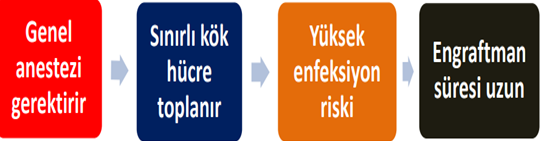 Genel
anestezi
gerektirir
Sınırlı kök
hücre
toplanır
Yüksek
enfeksiyon
riski
Engraftman
süresi uzun